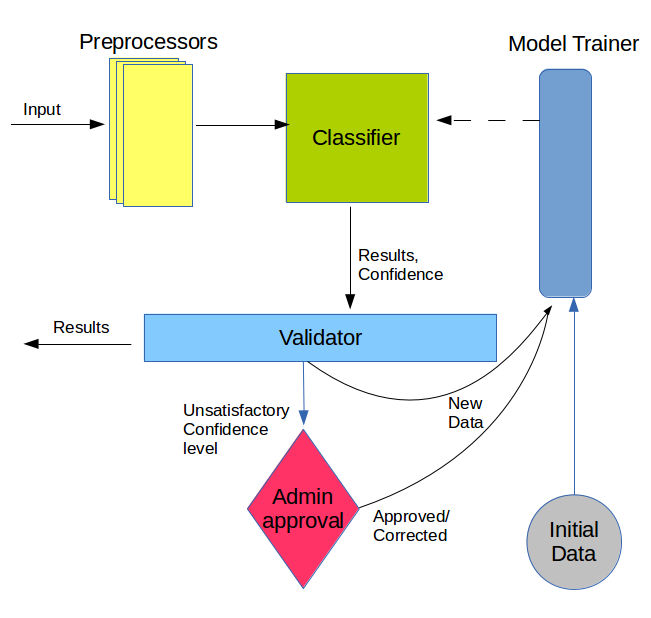 Preprocessors
Model Trainer
Input
Classifier
Results,
Confidence
Results
Validator
New
Data
Unsatisfactory
Confidence
level
Admin
approval
Approved/
Corrected
Initial
Data